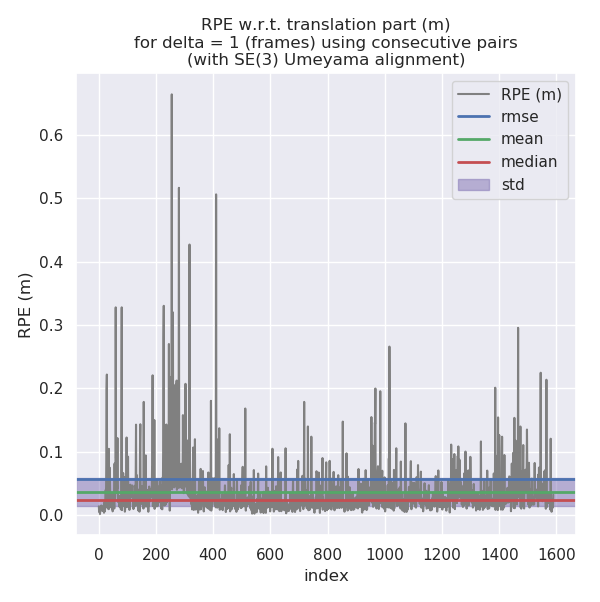 RPE w.r.t. translation part (m)
for delta = 1 (frames) using consecutive pairs
(with SE(3) Umeyama alignment)
RPE (m)
rmse
mean
median
std
RPE (m)
0.6
0.5
0.4
0.3
0.2
0.1
0.0
0 200 400 600 800 1000 1200 1400 1600
index